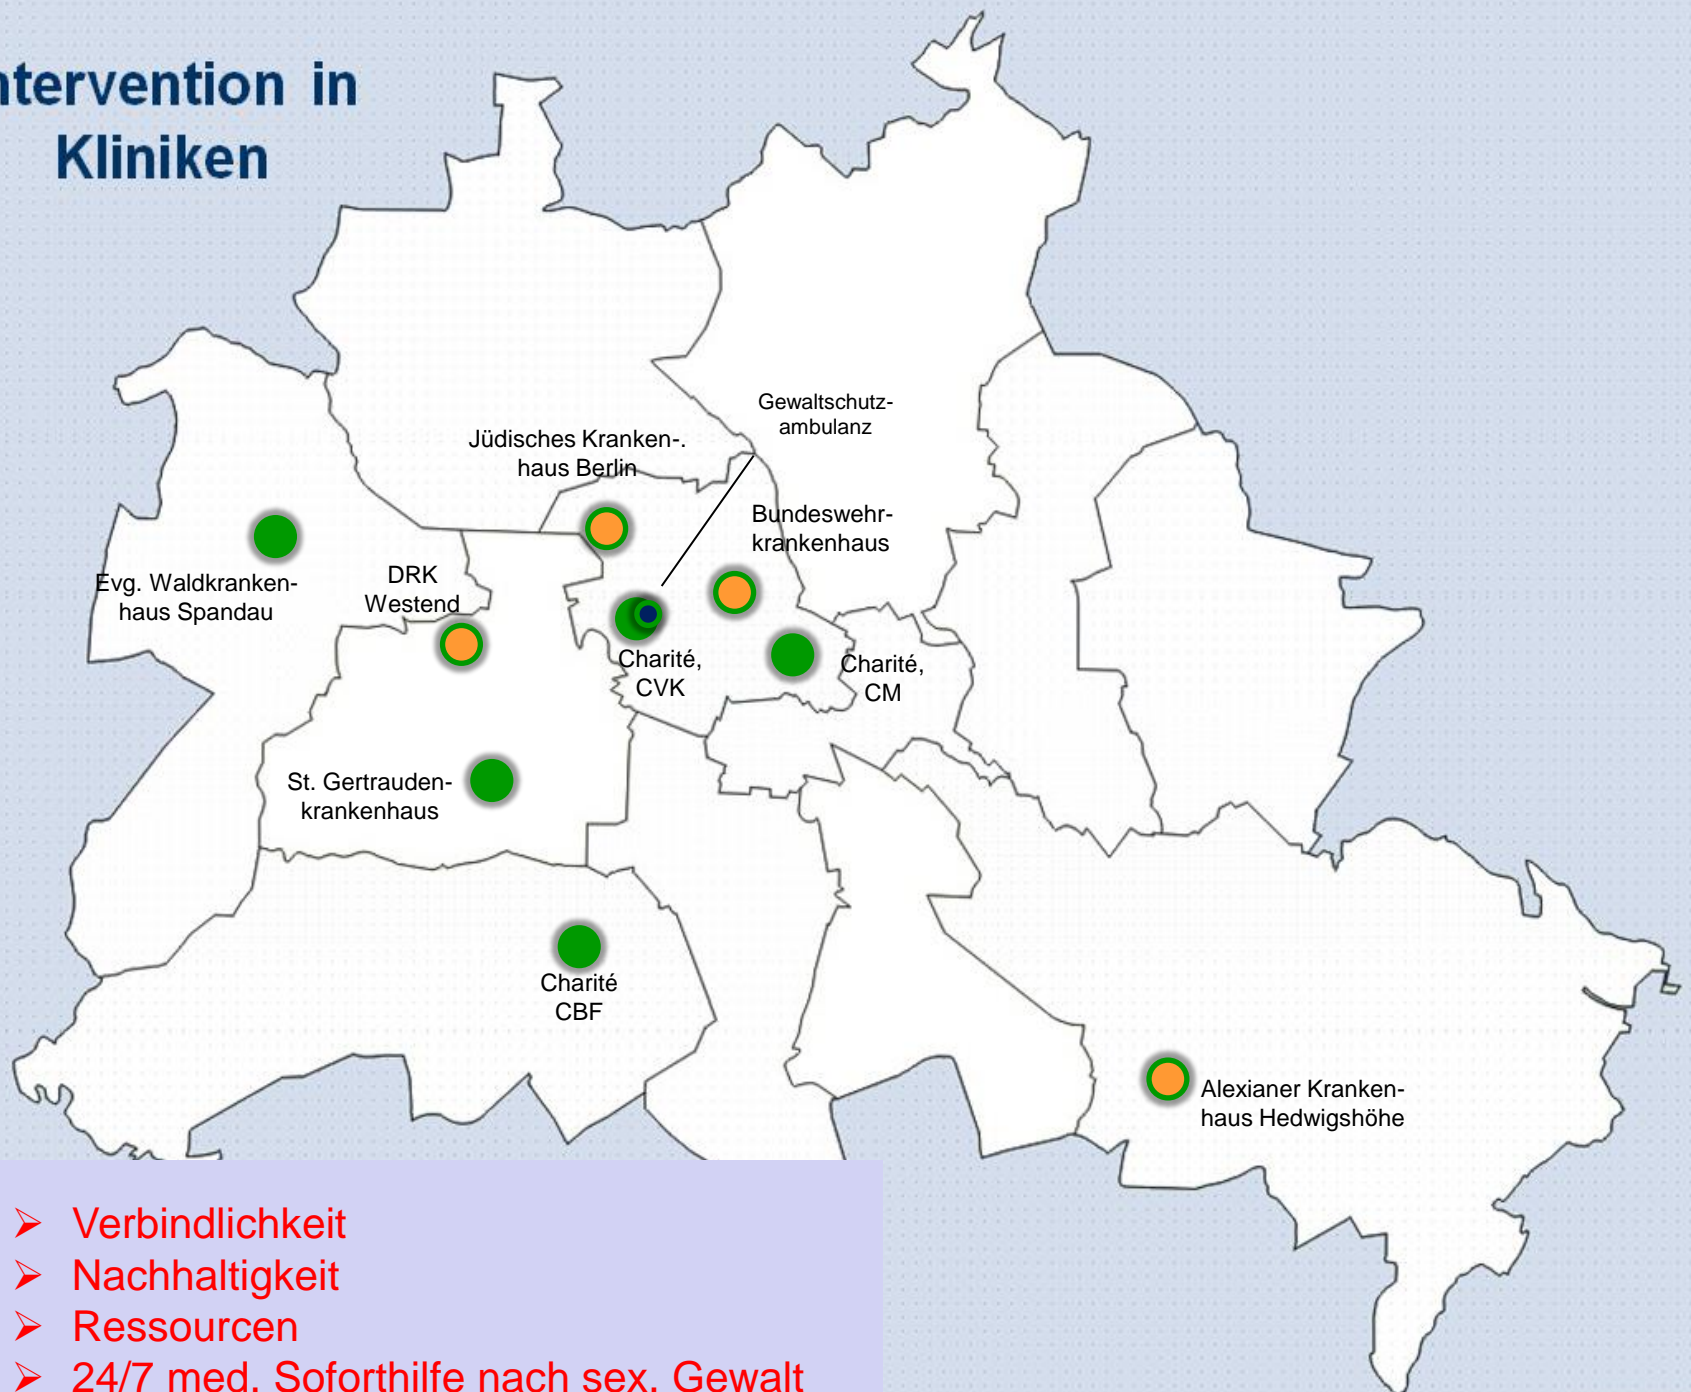 ntervention in
Kliniken
Gewaltschutz-
ambulanz
Jüdisches Kranken-.
haus Berlin
Bundeswehr-
krankenhaus
DRK
Westend
Evg. Waldkranken-
haus Spandau
Charité,
CVK
Charité,
CM
St. Gertrauden-
krankenhaus
Charité
CBF
Alexianer Kranken-
haus Hedwigshöhe
➢ Verbindlichkeit
➢ Nachhaltigkeit
➢ Ressourcen
➢ 24/7 med. Soforthilfe nach sex. Gewalt